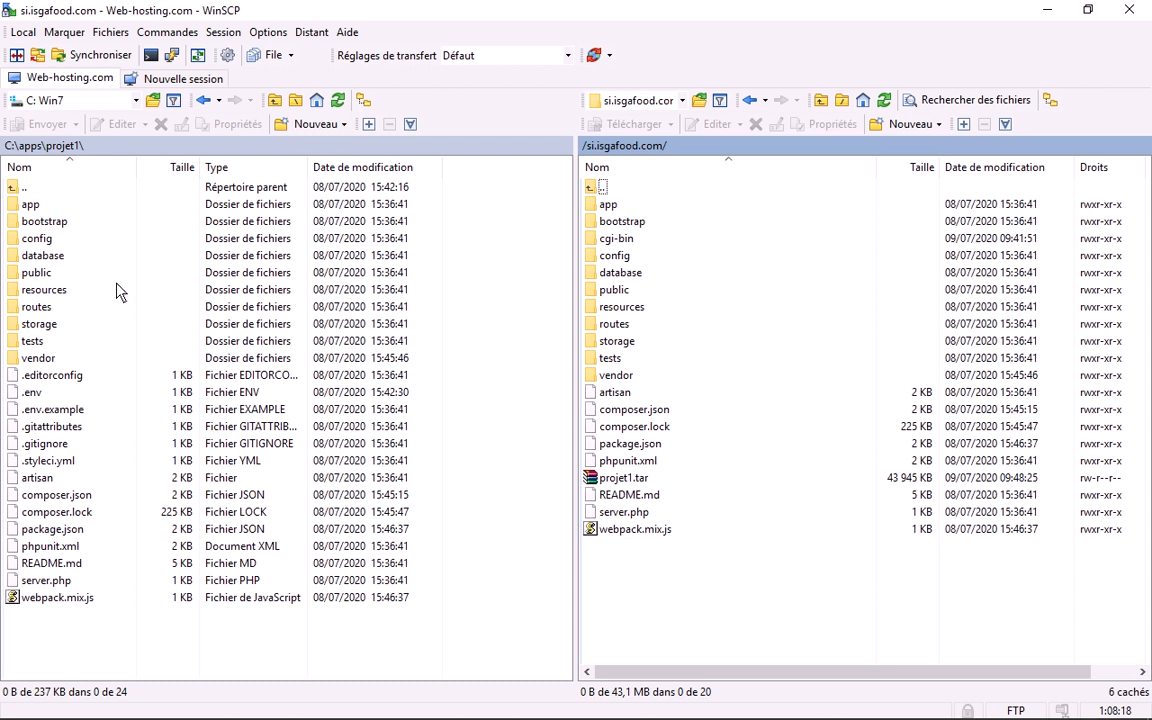 si.isgafood.com - Web-hosting.com - WinSCP
Local Marquer Fichiers Commandes Session Options Distant Aide
Synchroniser File Réglages de transfert Défaut
Web-hosting.com Nouvelle session
C: Win7
si.isgafood.cor Rechercher des fichiers
Envoyer Editer Propriétés Nouveau
Télécharger Editer Propriétés Nouveau
C:\apps\projet1\
Nom Taille Type Date de modification
.. Répertoire parent 08/07/2020 15:42:16
app Dossier de fichiers 08/07/2020 15:36:41
bootstrap Dossier de fichiers 08/07/2020 15:36:41
config Dossier de fichiers 08/07/2020 15:36:41
database Dossier de fichiers 08/07/2020 15:36:41
public Dossier de fichiers 08/07/2020 15:36:41
resources Dossier de fichiers 08/07/2020 15:36:41
routes Dossier de fichiers 08/07/2020 15:36:41
storage Dossier de fichiers 08/07/2020 15:36:41
tests Dossier de fichiers 08/07/2020 15:36:41
vendor Dossier de fichiers 08/07/2020 15:45:46
.editorconfig 1 KB Fichier EDITORCO... 08/07/2020 15:36:41
.env 1 KB Fichier ENV 08/07/2020 15:42:30
.env.example 1 KB Fichier EXAMPLE 08/07/2020 15:36:41
.gitattributes 1 KB Fichier GITATTRIB... 08/07/2020 15:36:41
.gitignore 1 KB Fichier GITIGNORE 08/07/2020 15:36:41
.styleci.yml 1 KB Fichier YML 08/07/2020 15:36:41
artisan 2 KB Fichier 08/07/2020 15:36:41
composer.json 2 KB Fichier JSON 08/07/2020 15:45:15
composer.lock 225 KB Fichier LOCK 08/07/2020 15:45:47
package.json 2 KB Fichier JSON 08/07/2020 15:46:37
phpunit.xml 2 KB Document XML 08/07/2020 15:36:41
README.md 5 KB Fichier MD 08/07/2020 15:36:41
server.php 1 KB Fichier PHP 08/07/2020 15:36:41
webpack.mix.js 1 KB Fichier de JavaScript 08/07/2020 15:46:37
0 B de 237 KB dans 0 de 24
/si.isgafood.com/
Nom Taille Date de modification Droits
..
app 08/07/2020 15:36:41 rwxr-xr-x
bootstrap 08/07/2020 15:36:41 rwxr-xr-x
cgi-bin 09/07/2020 09:41:51 rwxr-xr-x
config 08/07/2020 15:36:41 rwxr-xr-x
database 08/07/2020 15:36:41 rwxr-xr-x
public 08/07/2020 15:36:41 rwxr-xr-x
resources 08/07/2020 15:36:41 rwxr-xr-x
routes 08/07/2020 15:36:41 rwxr-xr-x
storage 08/07/2020 15:36:41 rwxr-xr-x
tests 08/07/2020 15:36:41 rwxr-xr-x
vendor 08/07/2020 15:45:46 rwxr-xr-x
artisan 2 KB 08/07/2020 15:36:41 rwxr-xr-x
composer.json 2 KB 08/07/2020 15:45:15 rwxr-xr-x
composer.lock 225 KB 08/07/2020 15:45:47 rwxr-xr-x
package.json 2 KB 08/07/2020 15:46:37 rwxr-xr-x
phpunit.xml 2 KB 08/07/2020 15:36:41 rwxr-xr-x
projet1.tar 43 945 KB 09/07/2020 09:48:25 rw-r--r--
README.md 5 KB 08/07/2020 15:36:41 rwxr-xr-x
server.php 1 KB 08/07/2020 15:36:41 rwxr-xr-x
webpack.mix.js 1 KB 08/07/2020 15:46:37 rwxr-xr-x
0 B de 43,1 MB dans 0 de 20 6 cachés
FTP 1:08:18